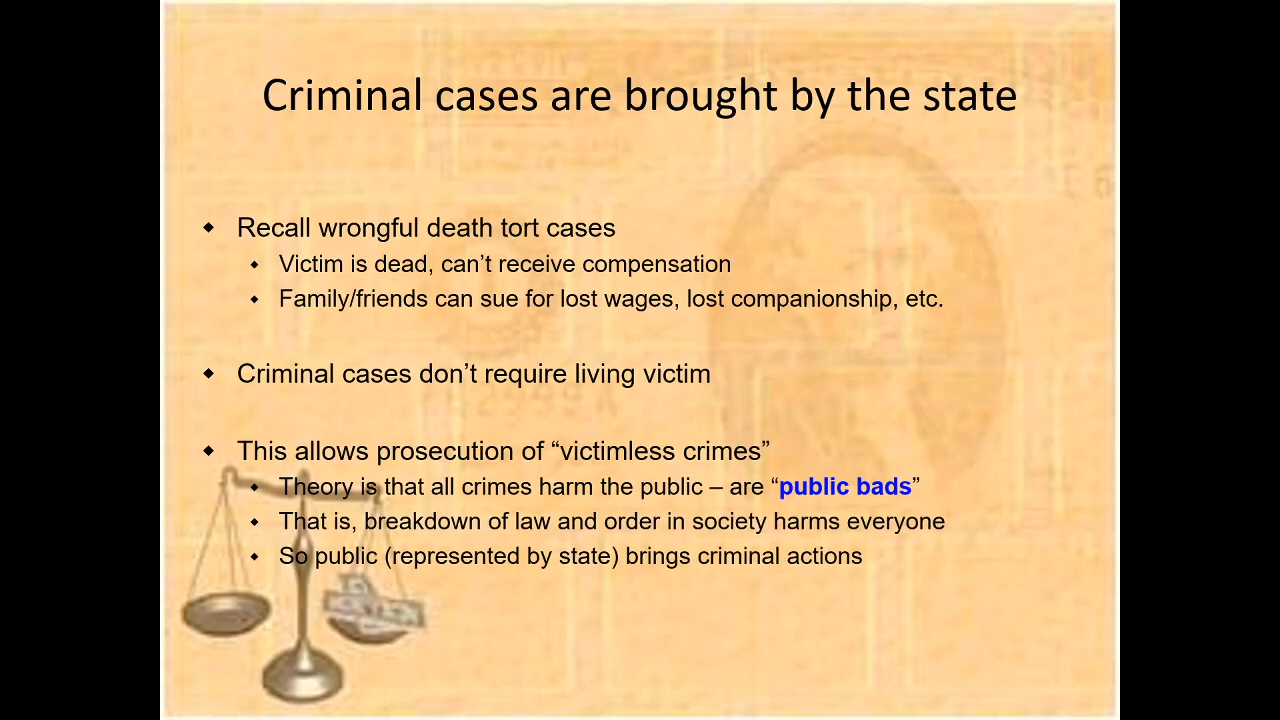 Criminal cases are brought by the state
Recall wrongful death tort cases
Victim is dead, can’t receive compensation
Family/friends can sue for lost wages, lost companionship, etc.
Criminal cases don’t require living victim
This allows prosecution of “victimless crimes”
Theory is that all crimes harm the public – are “public bads”
That is, breakdown of law and order in society harms everyone
So public (represented by state) brings criminal actions